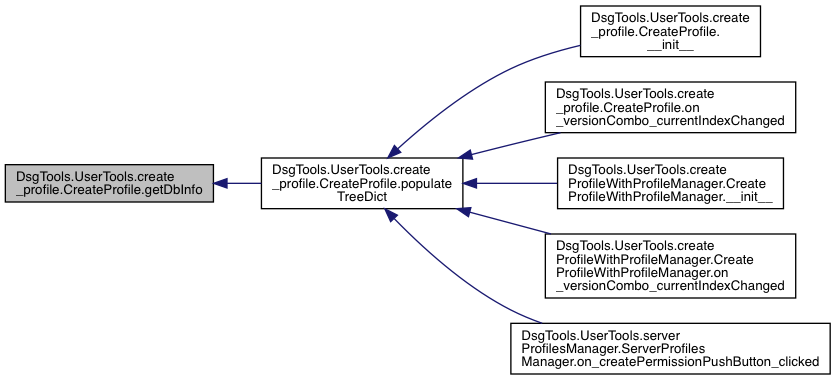 DsgTools.UserTools.create
_profile.CreateProfile.
__init__
DsgTools.UserTools.create
_profile.CreateProfile.on
_versionCombo_currentIndexChanged
DsgTools.UserTools.create
_profile.CreateProfile.getDbInfo
DsgTools.UserTools.create
_profile.CreateProfile.populate
TreeDict
DsgTools.UserTools.create
ProfileWithProfileManager.Create
ProfileWithProfileManager.__init__
DsgTools.UserTools.create
ProfileWithProfileManager.Create
ProfileWithProfileManager.on
_versionCombo_currentIndexChanged
DsgTools.UserTools.server
ProfilesManager.ServerProfiles
Manager.on_createPermissionPushButton_clicked